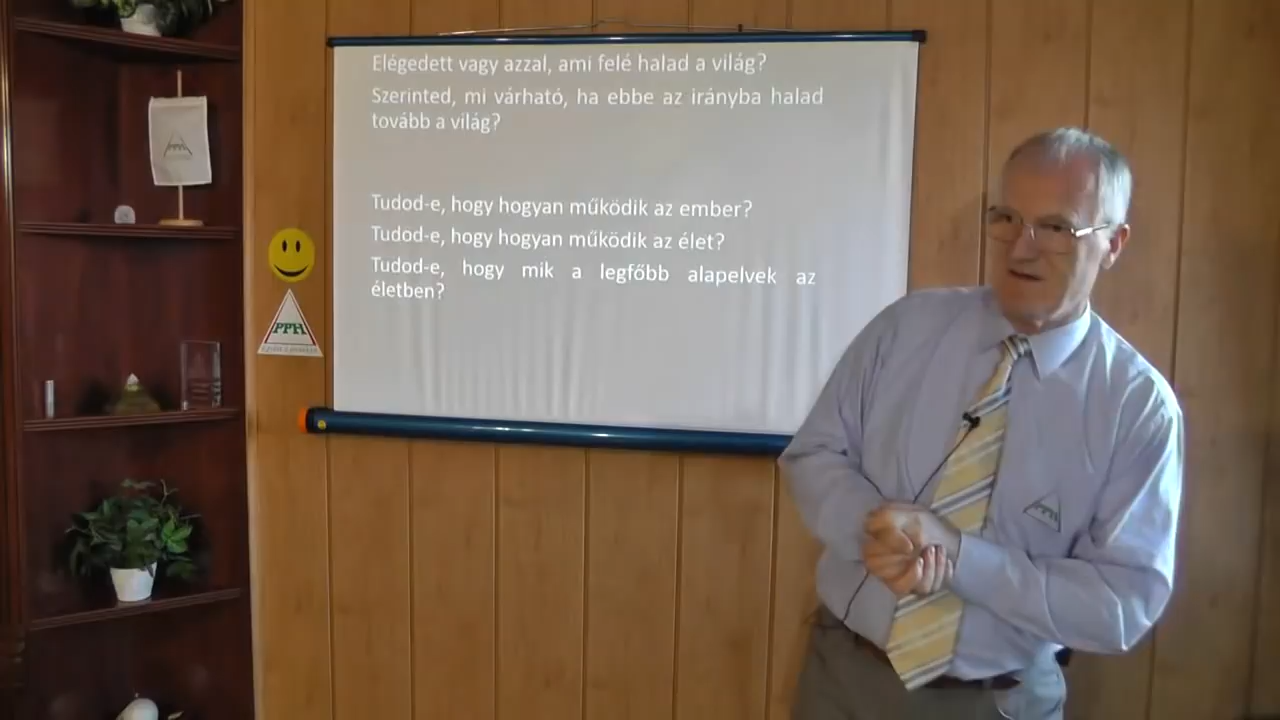 Elégedett vagy azzal, ami felé halad a világ?
Szerinted, mi várható, ha ebbe az irányba halad
tovább a világ?
Tudod-e, hogy hogyan működik az ember?
Tudod-e, hogy hogyan működik az élet?
Tudod-e, hogy mik a legfőbb alapelvek az
életben?
PPH
PPH
PPH